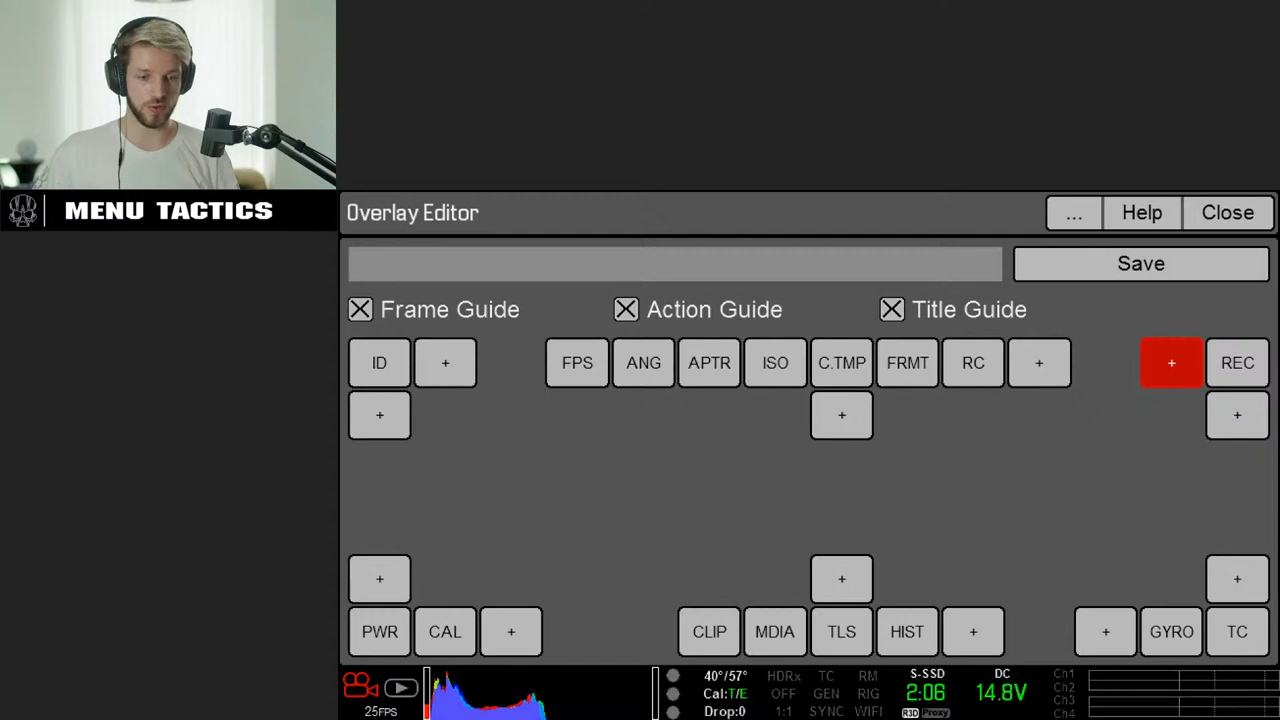 MENU TACTICS
Overlay Editor ... Help Close
Save
Frame Guide Action Guide Title Guide
ID + FPS ANG APTR ISO C.TMP FRMT RC + + REC
+ + +
+ + +
PWR CAL + CLIP MDIA TLS HIST + + GYRO TC
40°/57° HDRx TC RM S-SSD DC Ch1
Cal:T/E OFF GEN RIG 2:06 14.8V Ch2
Ch3
25FPS Drop:0 1:1 SYNC WIFI R3D Proxy Ch4